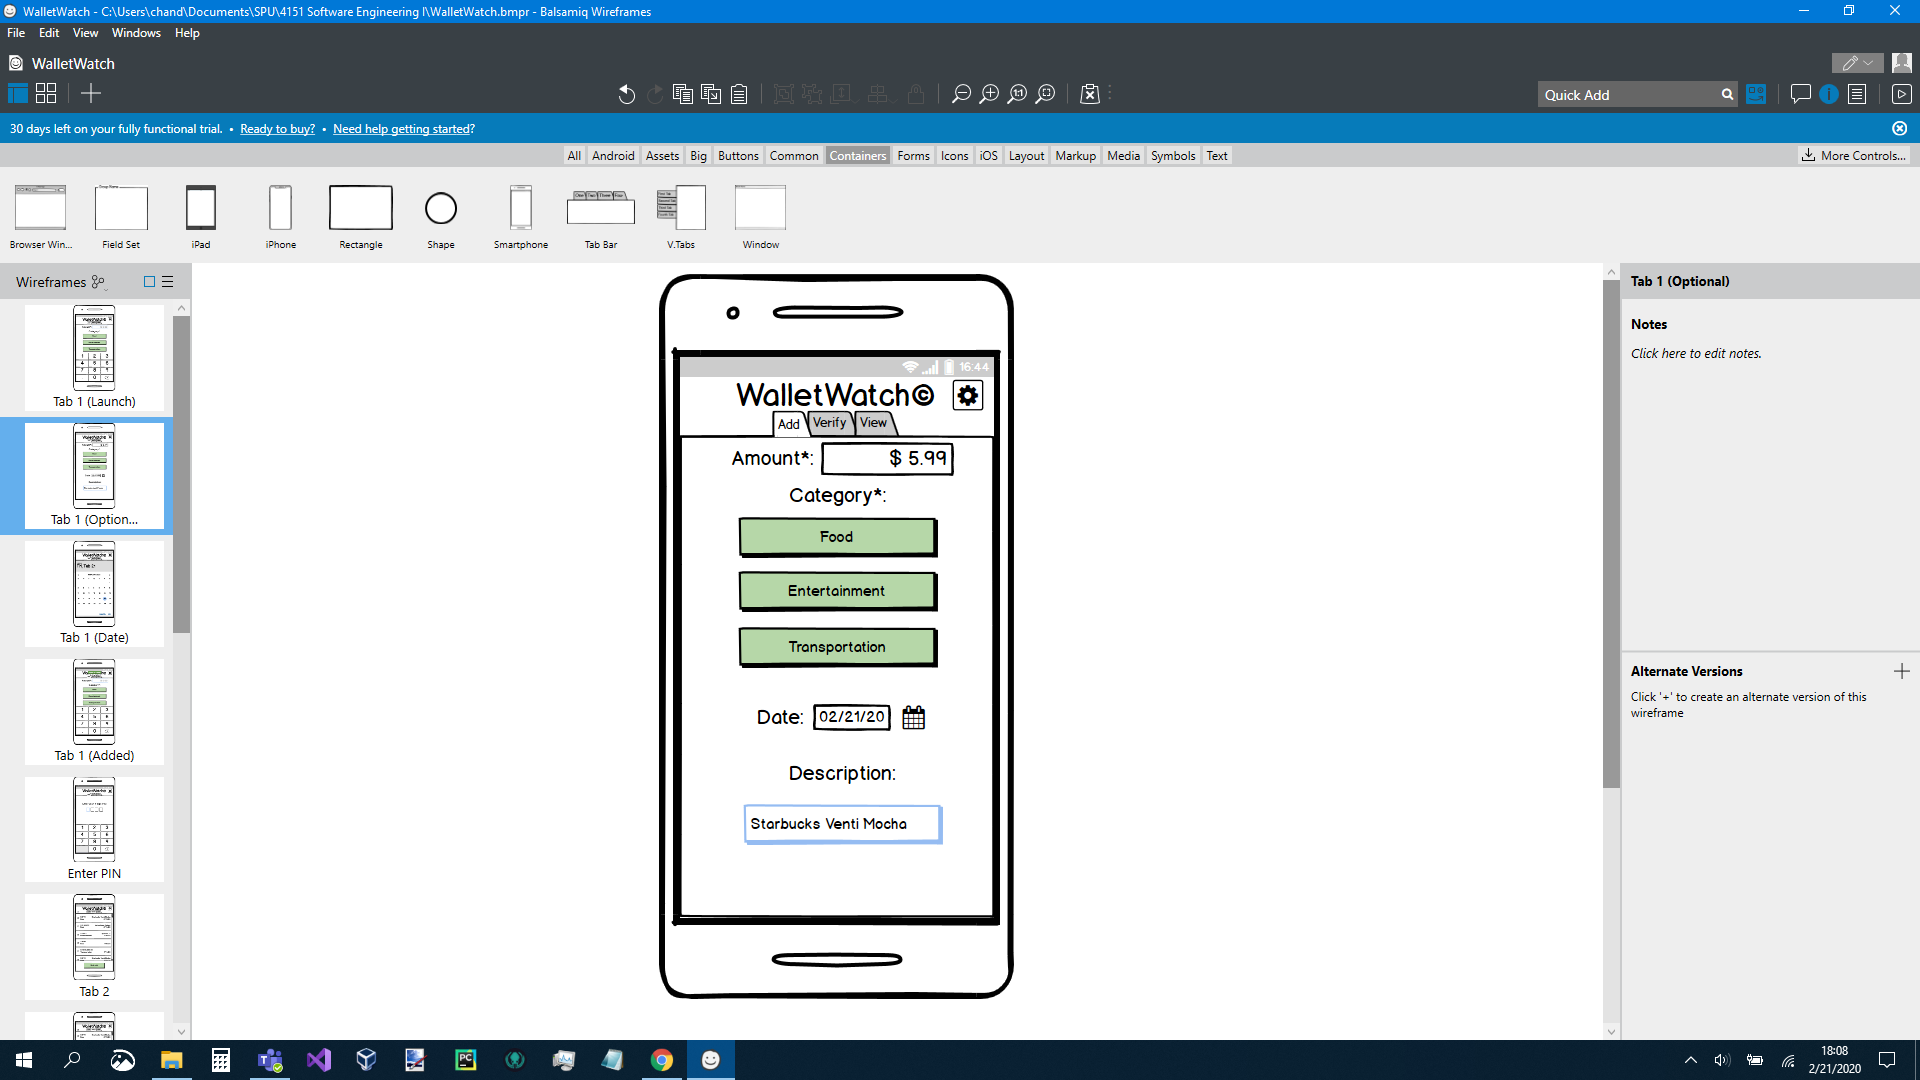 WalletWatch - C:\Users\chand\Documents\SPU\4151 Software Engineering I\WalletWatch.bmpr - Balsamiq Wireframes
File Edit View Windows Help
WalletWatch
1:1
Quick Add
30 days left on your fully functional trial. • Ready to buy? • Need help getting started?
All Android Assets Big Buttons Common Containers Forms Icons iOS Layout Markup Media Symbols Text
More Controls...
Browser Win... Field Set iPad iPhone Rectangle Shape Smartphone Tab Bar V.Tabs Window
Wireframes
Tab 1 (Launch)
Tab 1 (Option...
Tab 1 (Date)
Tab 1 (Added)
Enter PIN
Tab 2
16:44
WalletWatch©
Add Verify View
Amount*: $ 5.99
Category*:
Food
Entertainment
Transportation
Date: 02/21/20
Description:
Starbucks Venti Mocha
Tab 1 (Optional)
Notes
Click here to edit notes.
Alternate Versions
Click '+' to create an alternate version of this
wireframe
18:08
2/21/2020